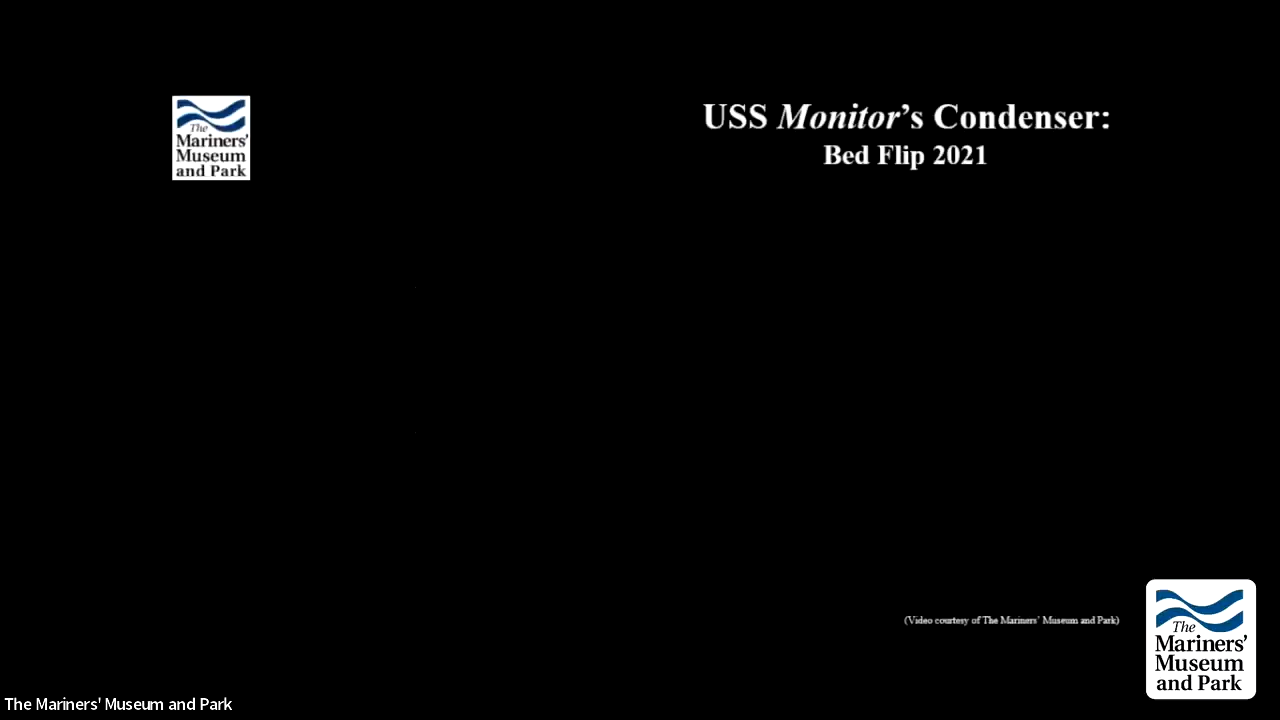 The
Mariners'
Museum
and Park
USS Monitor's Condenser:
Bed Flip 2021
(Video courtesy of The Mariners' Museum and Park)
The
Mariners'
Museum
and Park
The Mariners' Museum and Park